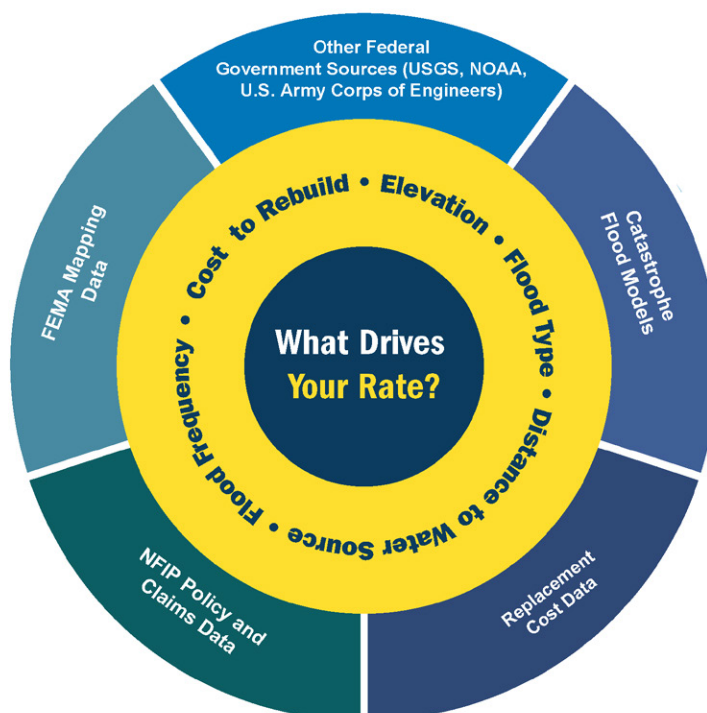 Other Federal
Government Sources (USGS, NOAA,
U.S. Army Corps of Engineers)
Catastrophe
Flood Models
Replacement
Cost Data
NFIP Policy and
Claims Data
FEMA Mapping
Data
Cost to Rebuild • Elevation • Flood Type • Distance to Water Source • Flood Frequency •
What Drives
Your Rate?